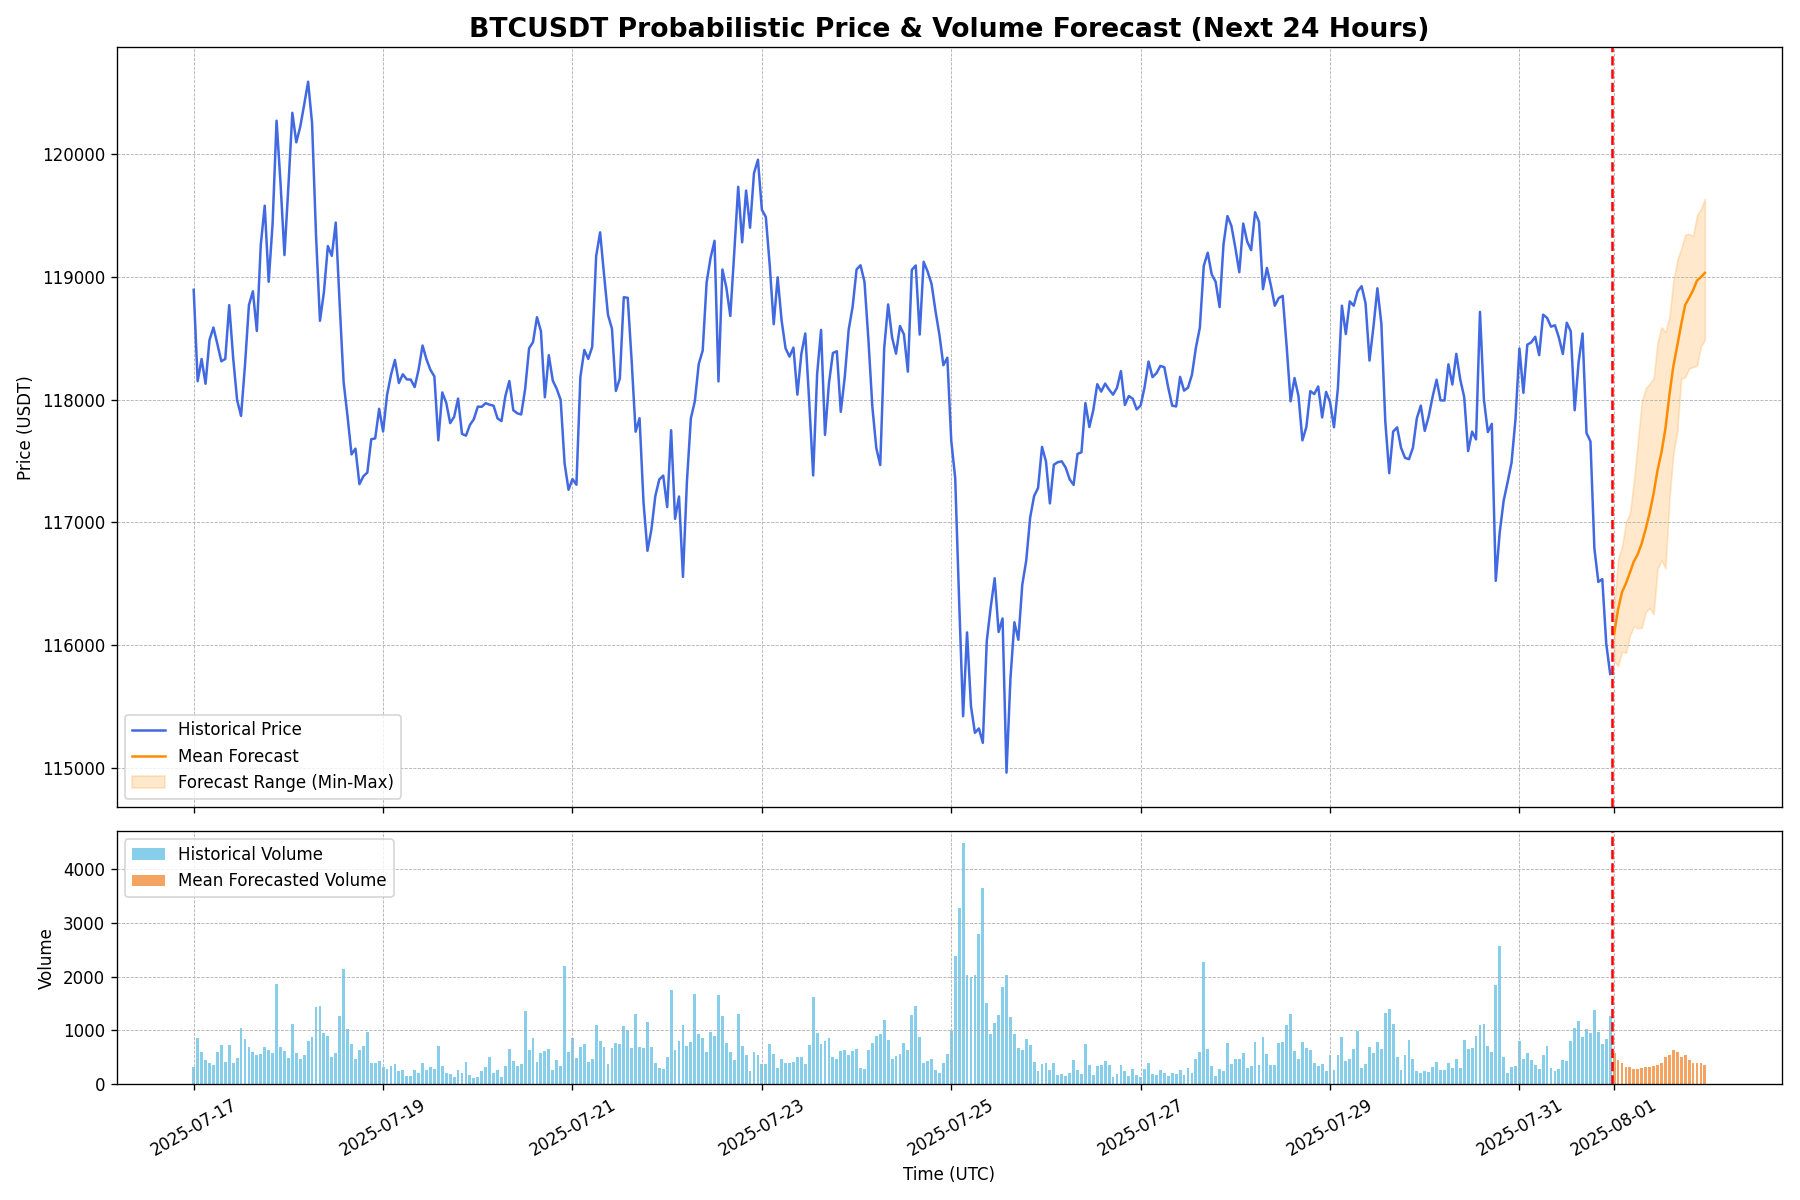 BTCUSDT Probabilistic Price & Volume Forecast (Next 24 Hours)
Price (USDT)
120000
119000
118000
117000
116000
115000
Historical Price
Mean Forecast
Forecast Range (Min-Max)
Volume
4000
3000
2000
1000
0
Historical Volume
Mean Forecasted Volume
2025-07-17
2025-07-19
2025-07-21
2025-07-23
2025-07-25
2025-07-27
2025-07-29
2025-07-31
2025-08-01
Time (UTC)